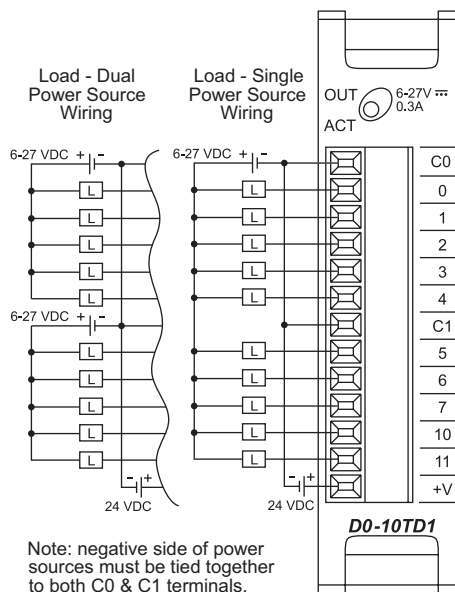 Load - Dual
Power Source
Wiring
Load - Single
Power Source
Wiring
OUT
6-27V
0.3A
ACT
6-27 VDC + -
L
L
L
L
L
6-27 VDC + -
L
L
L
L
L
- +
24 VDC
6-27 VDC + -
L
L
L
L
L
L
L
L
L
L
- +
24 VDC
C0
0
1
2
3
4
C1
5
6
7
10
11
+V
D0-10TD1
Note: negative side of power
sources must be tied together
to both C0 & C1 terminals.